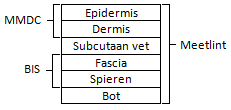 MMDC
Epidermis
Dermis
Subcutaan vet
Meetlint
BIS
Fascia
Spieren
Bot